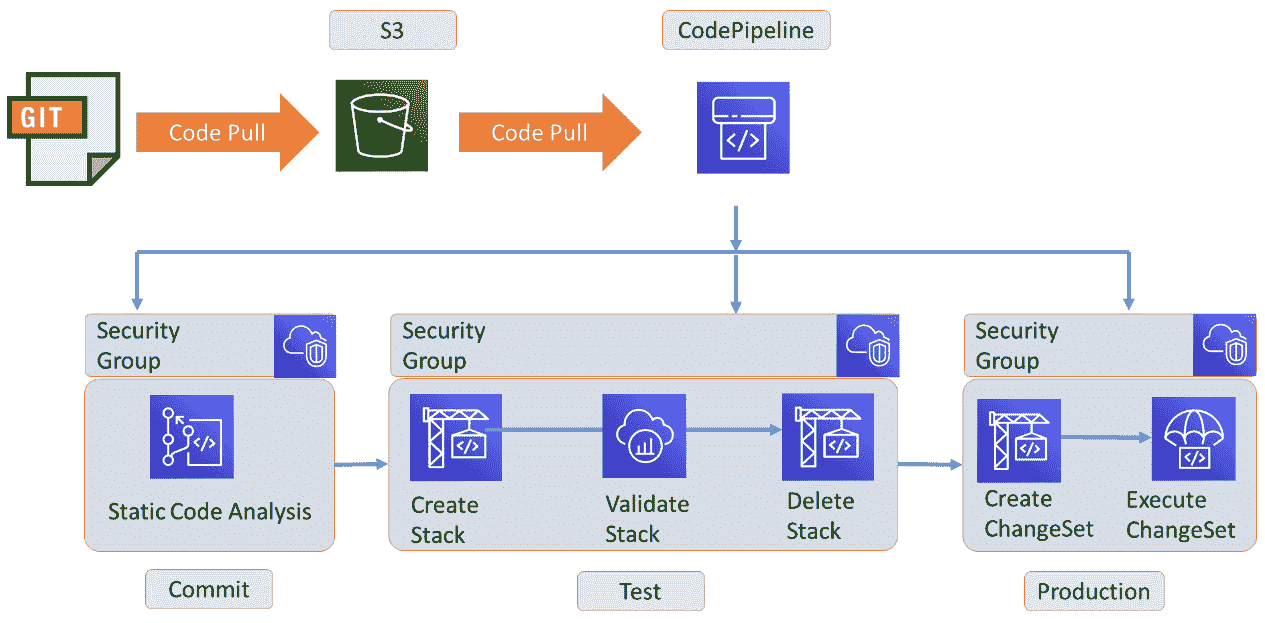 S3
CodePipeline
GIT
Code Pull
Code Pull
Security
Group
Security
Group
Security
Group
Static Code Analysis
Create
Stack
Validate
Stack
Delete
Stack
Create
ChangeSet
Execute
ChangeSet
Commit
Test
Production